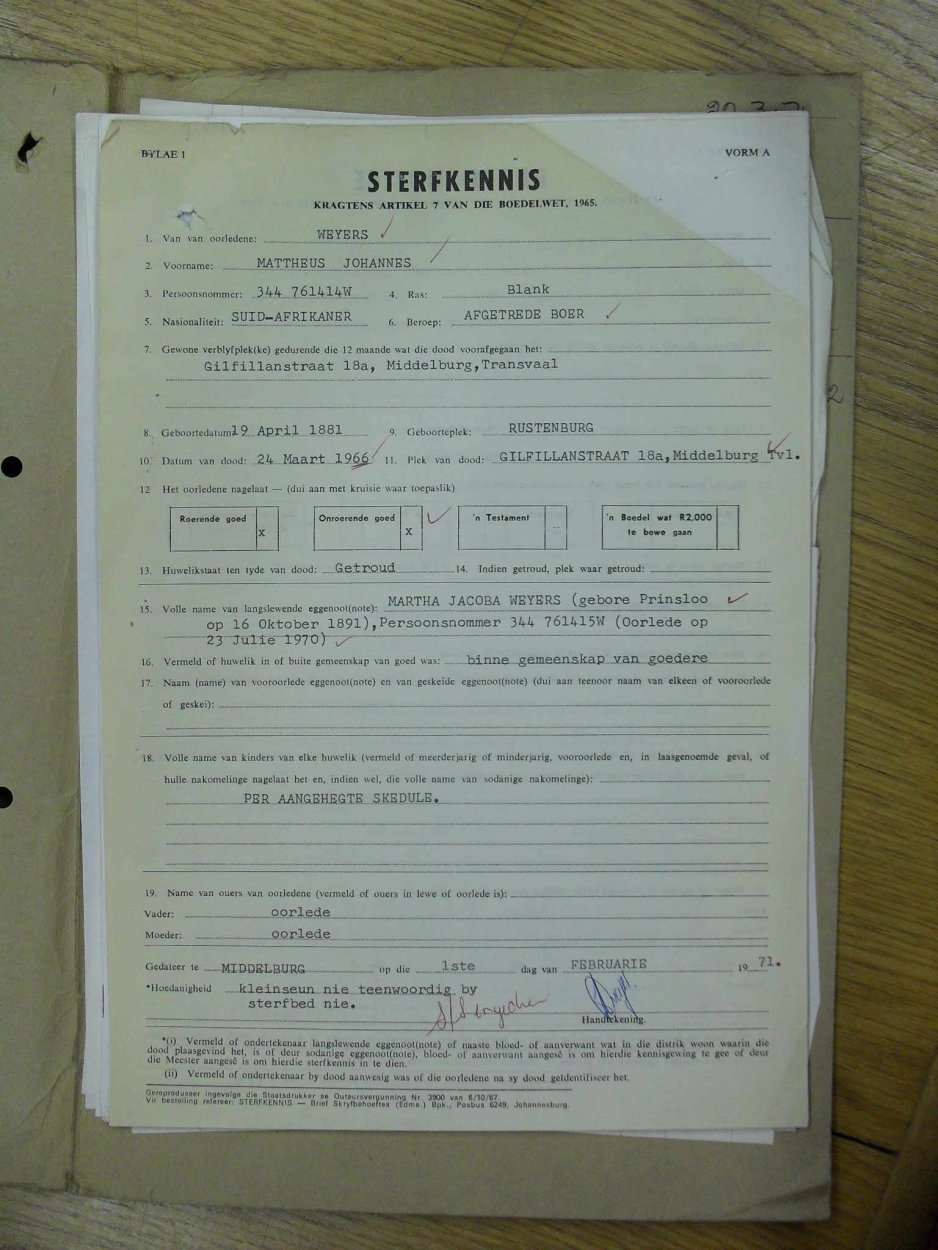 BYLAE 1 VORM A
STERFKENNIS
KRAGTENS ARTIKEL 7 VAN DIE BOEDELWET, 1965.
1. Van van oorledene: WEYERS
2. Voorname: MATTHEUS JOHANNES
3. Persoonsnommer: 344 761414W 4. Ras: Blank
5. Nasionaliteit: SUID-AFRIKANER 6. Beroep: AFGETREDE BOER
7. Gewone verblyfplek(ke) gedurende die 12 maande wat die dood voorafgegaan het:
Gilfillanstraat 18a, Middelburg,Transvaal
8. Geboortedatum 19 April 1881 9. Geboorteplek: RUSTENBURG
10. Datum van dood: 24 Maart 1966 11. Plek van dood: GILFILLANSTRAAT 18a,Middelburg Tvl.
12 Het oorledene nagelaat — (dui aan met kruisie waar toepaslik)
Roerende goed x Onroerende goed x 'n Testament 'n Boedel wat R2,000
te bowe gaan
13. Huwelikstaat ten tyde van dood: Getroud 14. Indien getroud, plek waar getroud:
15. Volle name van langslewende eggenoot(note): MARTHA JACOBA WEYERS (gebore Prinsloo
op 16 Oktober 1891),Persoonsnommer 344 761415W (Oorlede op
23 Julie 1970)
16. Vermeld of huwelik in of buite gemeenskap van goed was: binne gemeenskap van goedere
17. Naam (name) van vooroorlede eggenoot(note) en van geskeide eggenoot(note) (dui aan teenoor naam van elkeen of vooroorlede
of geskei):
18. Volle name van kinders van elke huwelik (vermeld of meerderjarig of minderjarig, vooroorlede en, in laasgenoemde geval, of
hulle nakomelinge nagelaat het en, indien wel, die volle name van sodanige nakomelinge):
PER AANGEHEGTE SKEDULE.
19. Name van ouers van oorledene (vermeld of ouers in lewe of oorlede is):
Vader: oorlede
Moeder: oorlede
Gedateer te MIDDELBURG op die 1ste dag van FEBRUARIE 19 71.
*Hoedanigheid kleinseun nie teenwoordig by
sterfbed nie.
Handtekening.
*(i) Vermeld of ondertekenaar langslewende eggenoot(note) of naaste bloed- of aanverwant wat in die distrik woon waarin die
dood plaasgevind het, is of deur sodanige eggenoot(note), bloed- of aanverwant aangesê is om hierdie kennisgewing te gee of deur
die Meester aangesê is om hierdie sterfkennis in te dien.
(ii) Vermeld of ondertekenaar by dood aanwesig was of die oorledene na sy dood geïdentifiseer het.
Gereproduseer ingevolge die Staatsdrukker se Outeursvergunning Nr. 3900 van 6/10/67.
Vir bestelling refereer: STERFKENNIS — Brief Skryfbehoeftes (Edms.) Bpk., Posbus 6249, Johannesburg.